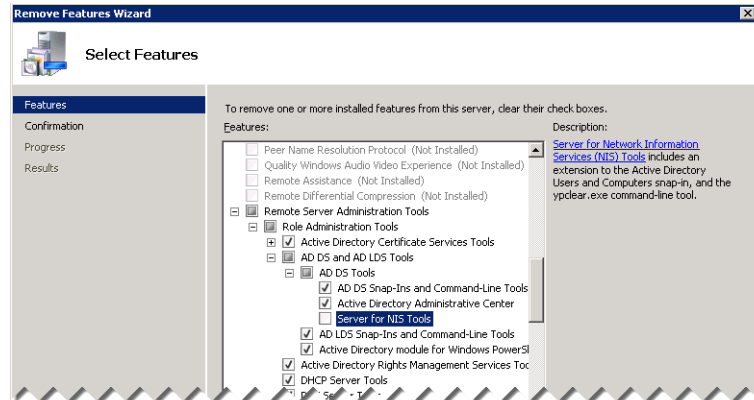 Remove Features Wizard
Select Features
Features
Confirmation
Progress
Results
To remove one or more installed features from this server, clear their check boxes.
Features:
Peer Name Resolution Protocol (Not Installed)
Quality Windows Audio Video Experience (Not Installed)
Remote Assistance (Not Installed)
Remote Differential Compression (Not Installed)
Remote Server Administration Tools
Role Administration Tools
Active Directory Certificate Services Tools
AD DS and AD LDS Tools
AD DS Tools
AD DS Snap-Ins and Command-Line Tools
Active Directory Administrative Center
Server for NIS Tools
AD LDS Snap-Ins and Command-Line Tools
Active Directory module for Windows PowerSl
Active Directory Rights Management Services Too
DHCP Server Tools
Description:
Server for Network Information
Services (NIS) Tools includes an
extension to the Active Directory
Users and Computers snap-in, and the
ypclear.exe command-line tool.